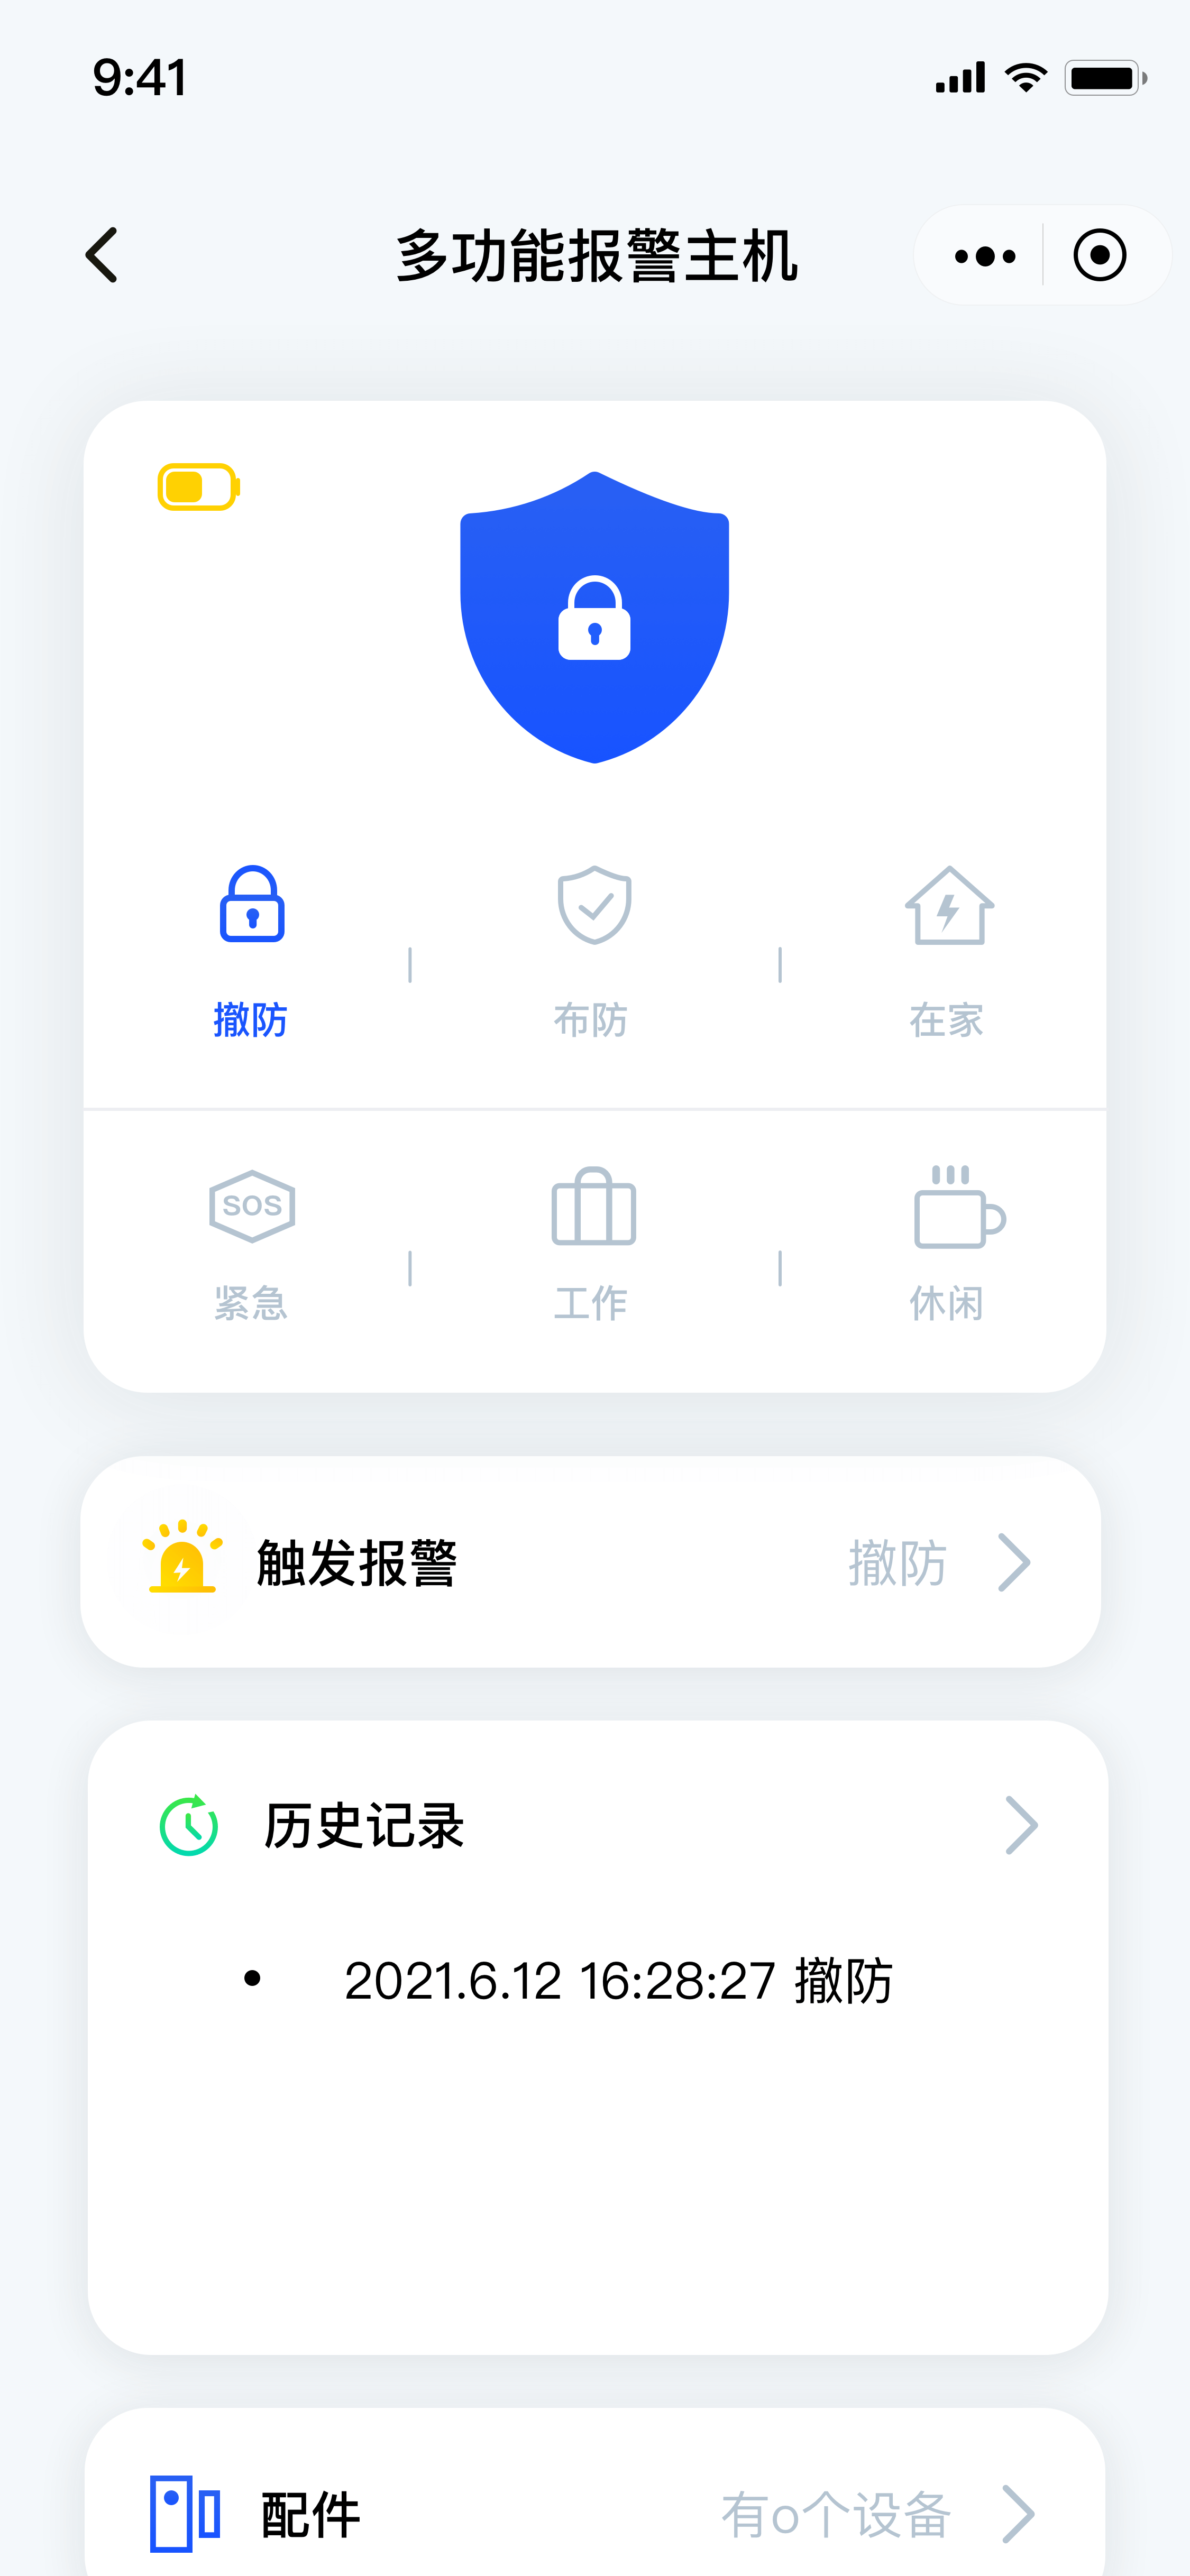 9:41
多功能报警主机
撤防 布防 在家
SOS
紧急 工作 休闲
触发报警 撤防
历史记录
2021.6.12 16:28:27 撤防
配件 有o个设备